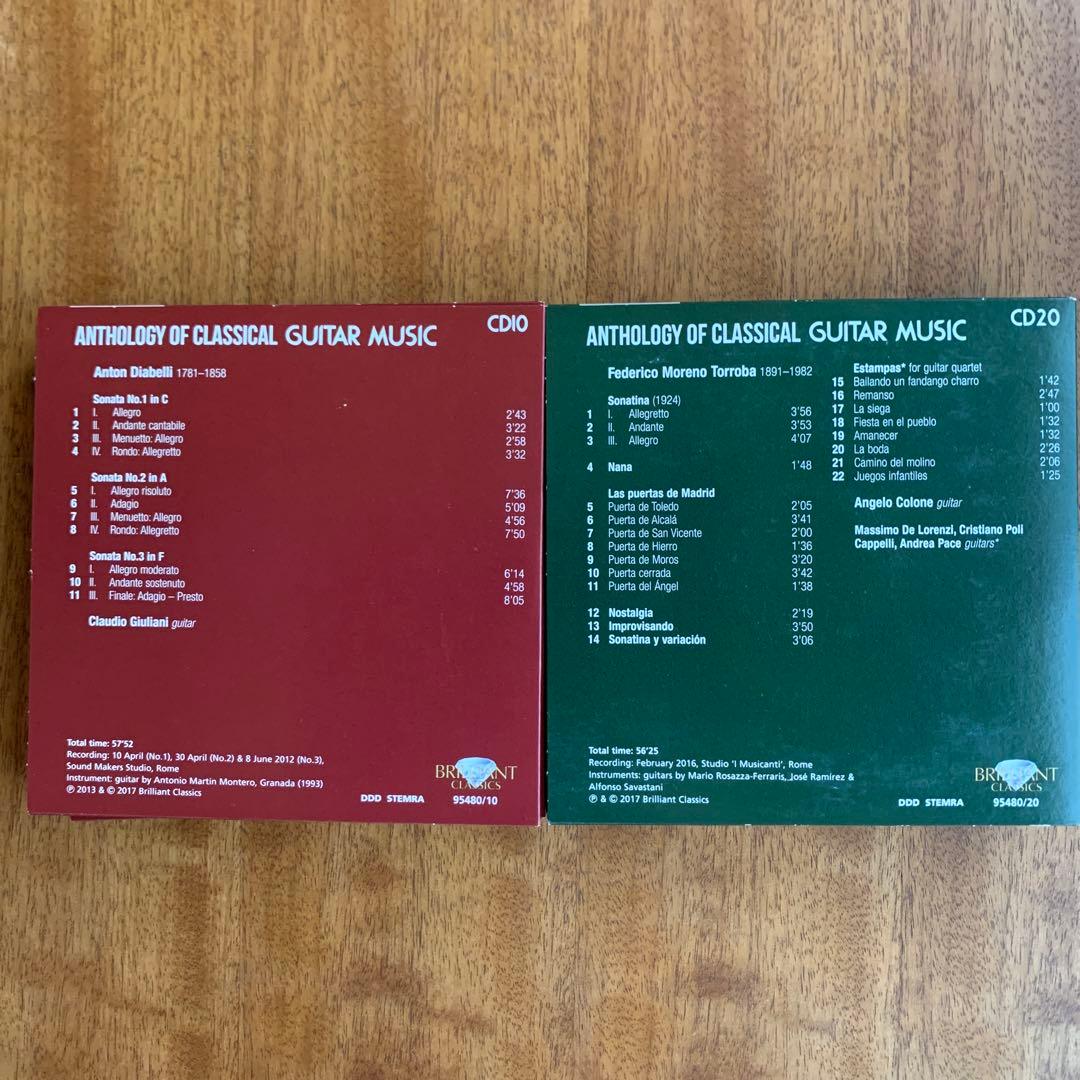 ANTHOLOGY OF CLASSICAL GUITAR MUSIC CD10
Anton Diabelli 1781–1858
Sonata No.1 in C
1 I. Allegro 2'43
2 II. Andante cantabile 3'22
3 III. Menuetto: Allegro 2'58
4 IV. Rondo: Allegretto 3'32
Sonata No.2 in A
5 I. Allegro risoluto 7'36
6 II. Adagio 5'09
7 III. Menuetto: Allegro 4'56
8 IV. Rondo: Allegretto 7'50
Sonata No.3 in F
9 I. Allegro moderato 6'14
10 II. Andante sostenuto 4'58
11 III. Finale: Adagio – Presto 8'05
Claudio Giuliani guitar
Total time: 57'52
Recording: 10 April (No.1), 30 April (No.2) & 8 June 2012 (No.3),
Sound Makers Studio, Rome
Instrument: guitar by Antonio Martin Montero, Granada (1993)
℗ 2013 & © 2017 Brilliant Classics
BRILLIANT
CLASSICS
DDD STEMRA 95480/10
ANTHOLOGY OF CLASSICAL GUITAR MUSIC CD20
Federico Moreno Torroba 1891–1982
Sonatina (1924)
1 I. Allegretto 3'56
2 II. Andante 3'53
3 III. Allegro 4'07
4 Nana 1'48
Las puertas de Madrid
5 Puerta de Toledo 2'05
6 Puerta de Alcalá 3'41
7 Puerta de San Vicente 2'00
8 Puerta de Hierro 1'36
9 Puerta de Moros 3'20
10 Puerta cerrada 3'42
11 Puerta del Ángel 1'38
12 Nostalgia 2'19
13 Improvisando 3'50
14 Sonatina y variación 3'06
Estampas* for guitar quartet
15 Bailando un fandango charro 1'42
16 Remanso 2'47
17 La siega 1'00
18 Fiesta en el pueblo 1'32
19 Amanecer 1'32
20 La boda 2'26
21 Camino del molino 2'06
22 Juegos infantiles 1'25
Angelo Colone guitar
Massimo De Lorenzi, Cristiano Poli
Cappelli, Andrea Pace guitars*
Total time: 56'25
Recording: February 2016, Studio 'I Musicanti', Rome
Instruments: guitars by Mario Rosazza-Ferraris, José Ramírez &
Alfonso Savastani
℗ & © 2017 Brilliant Classics
BRILLIANT
CLASSICS
DDD STEMRA 95480/20